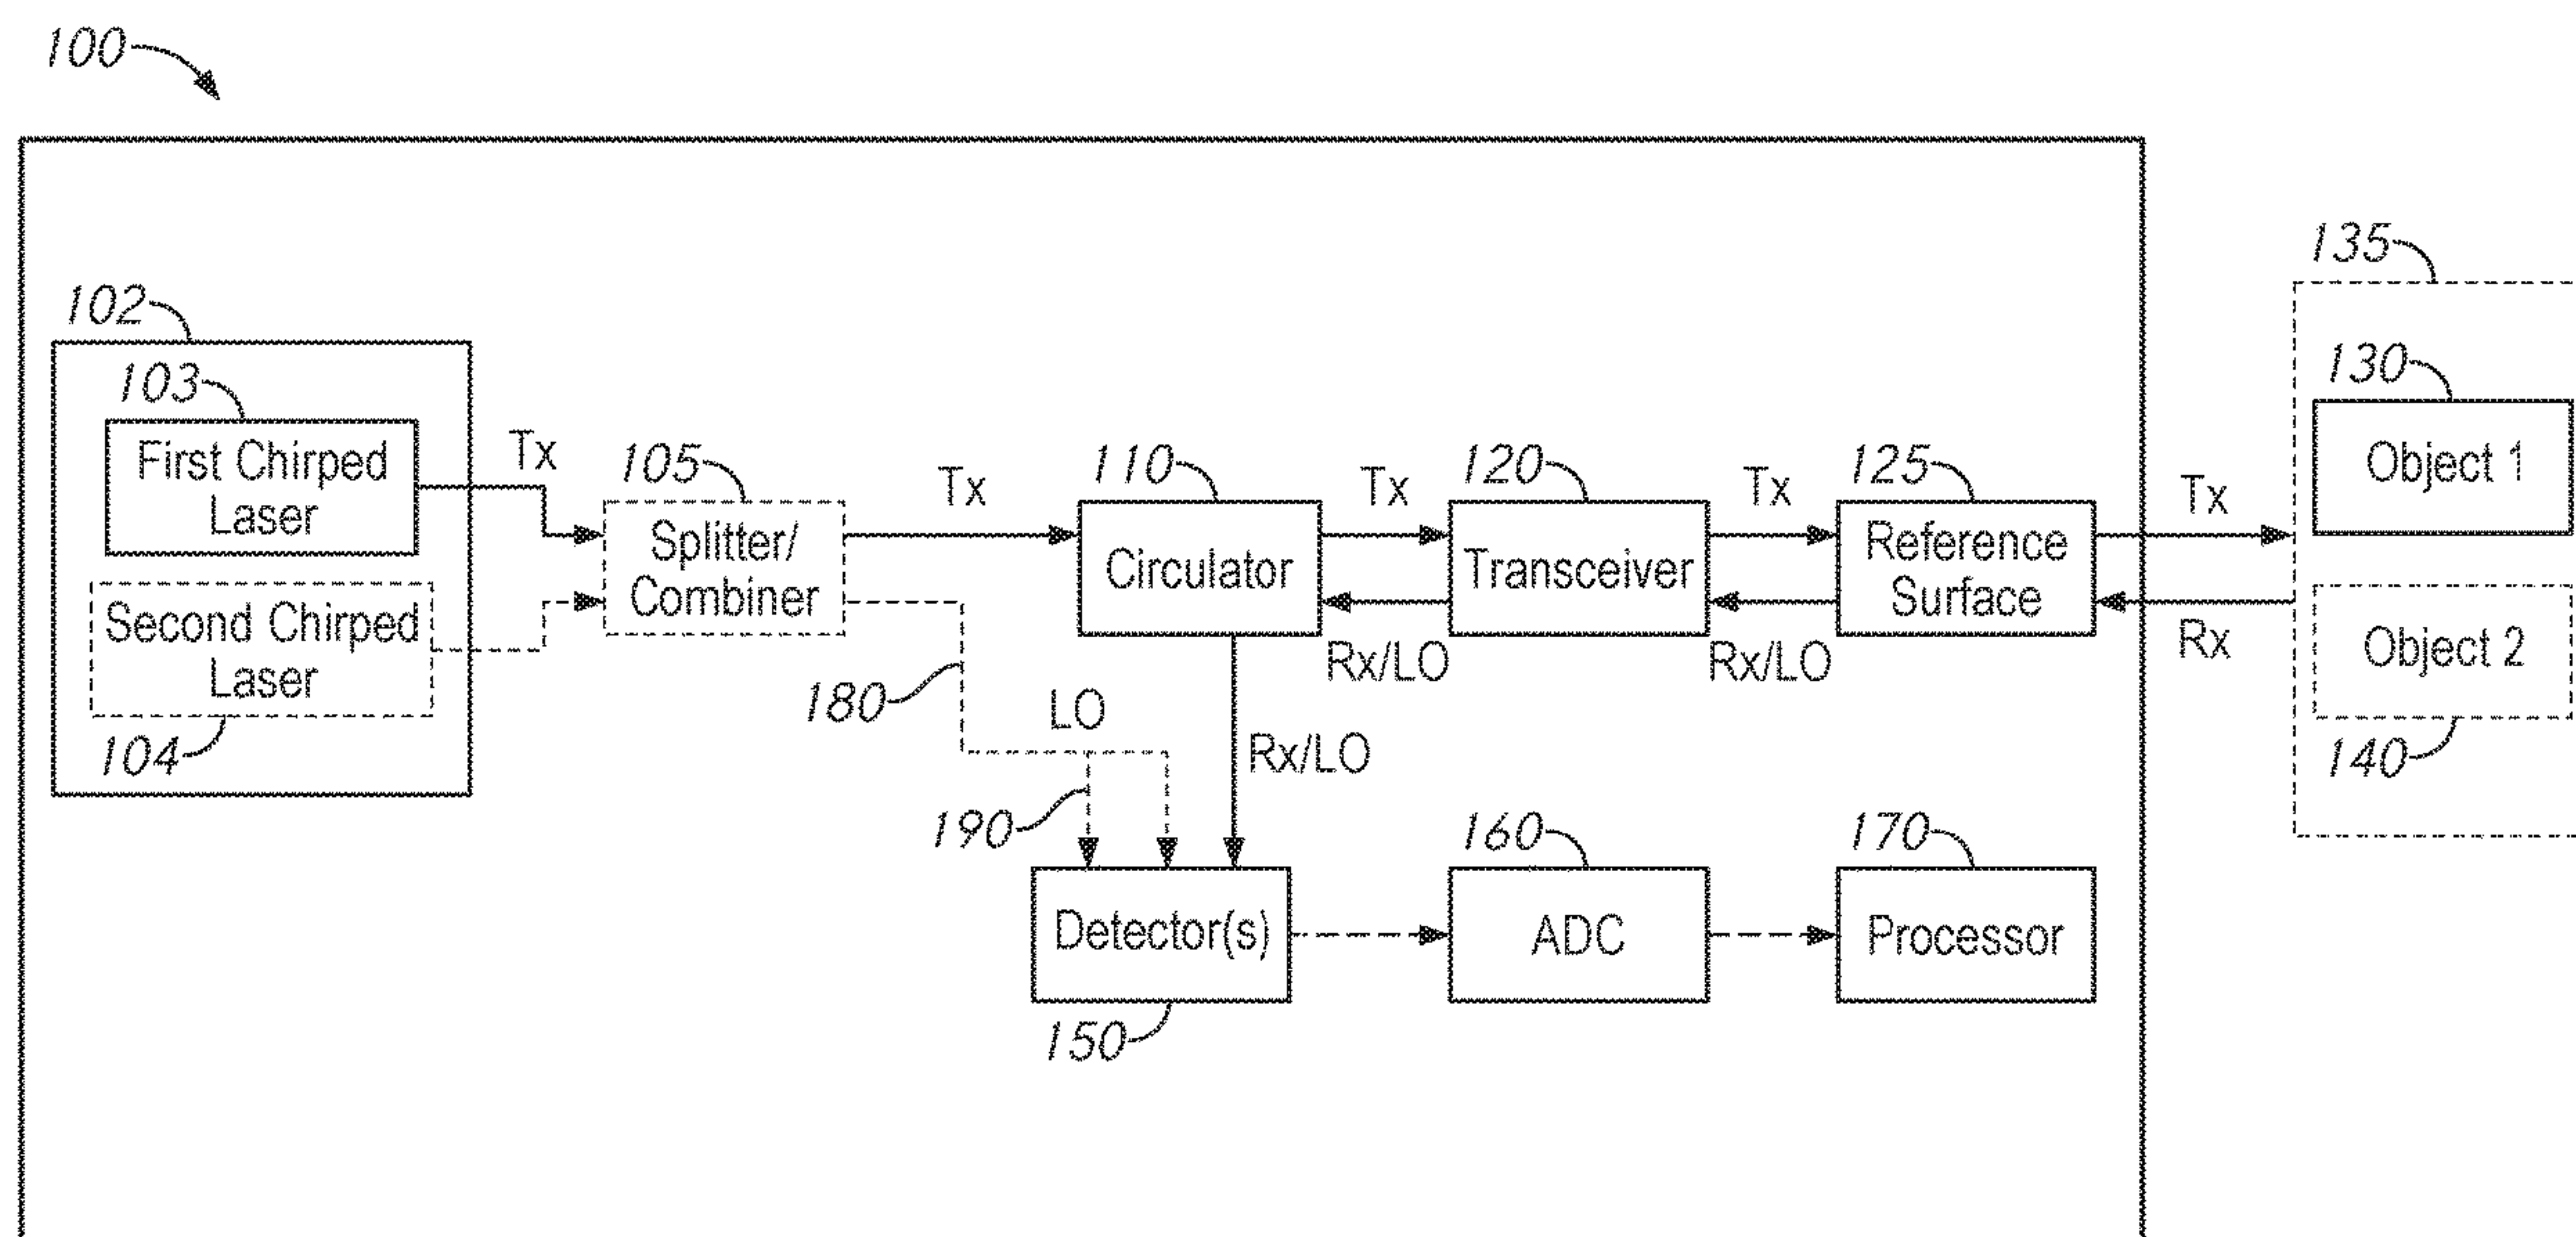 100
135
102
130
103
Object 1
First Chirped
Laser
Tx
105
Tx
110
Tx
120
Tx
125
Tx
Splitter/
Combiner
Circulator
Transceiver
Reference
Surface
Second Chirped
Laser
104
Rx/LO
Rx/LO
Rx
Object 2
140
180
LO
Rx/LO
190
160
170
Detector(s)
ADC
Processor
150